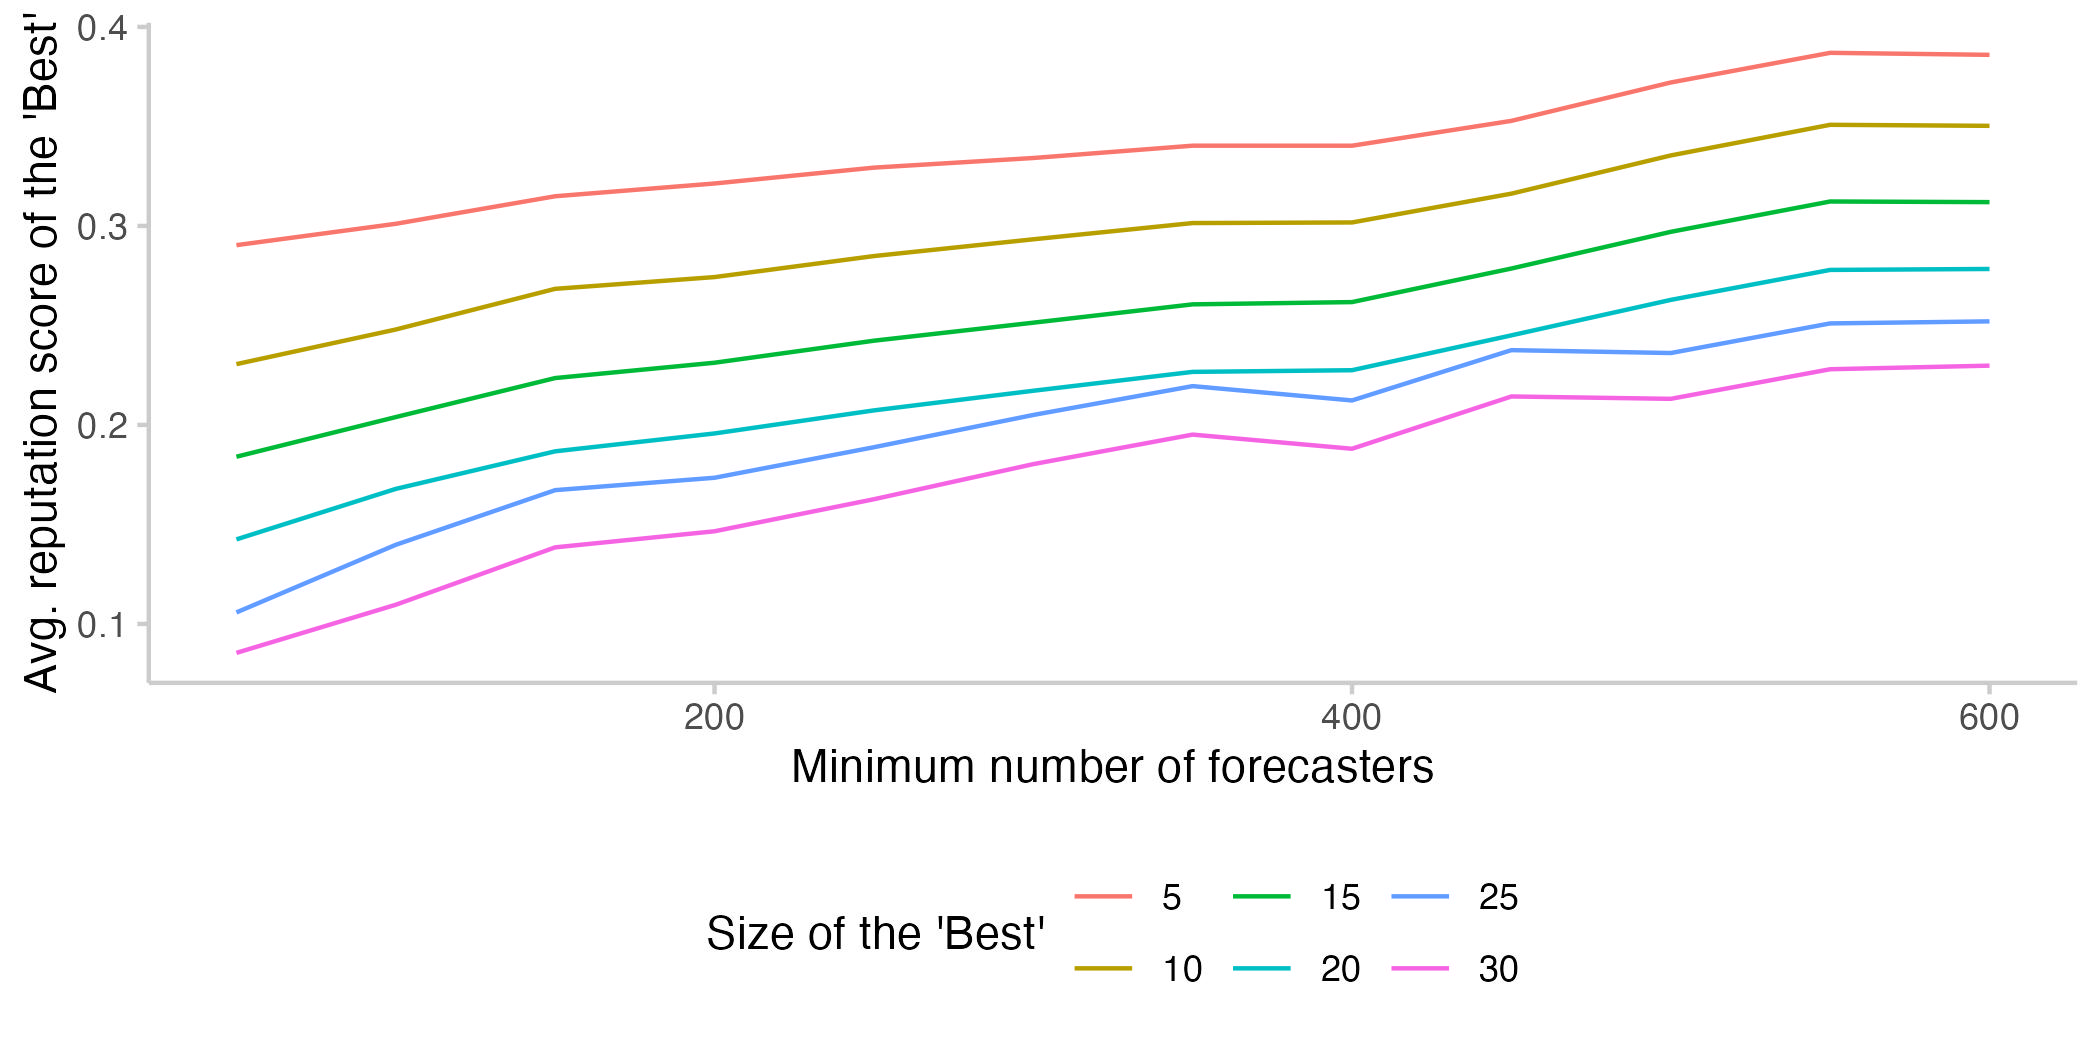 Avg. reputation score of the 'Best'
0.4
0.3
0.2
0.1
200 400 600
Minimum number of forecasters
Size of the 'Best'
5 15 25
10 20 30